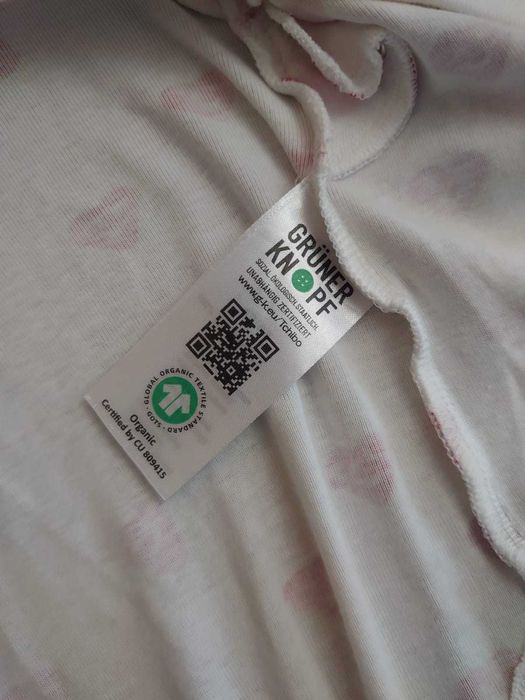 GRÜNER
KNOPF
SOZIAL. ÖKOLOGISCH. STAATLICH.
UNABHÄNGIG ZERTIFIZIERT
www.g-k.eu/Tchibo
GLOBAL ORGANIC TEXTILE STANDARD · GOTS ·
Organic
Certified by CU 809415